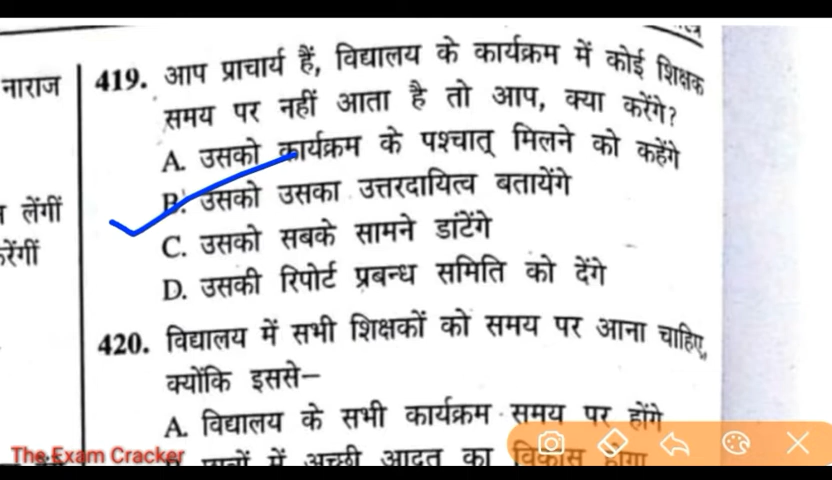 नाराज
लेंगीं
419. आप प्राचार्य हैं, विद्यालय के कार्यक्रम में कोई शिक्षक
समय पर नहीं आता है तो आप, क्या करेंगे?
A. उसको कार्यक्रम के पश्चात् मिलने को कहेंगे
B. उसको उसका उत्तरदायित्व बतायेंगे
C. उसको सबके सामने डांटेंगे
D. उसकी रिपोर्ट प्रबन्ध समिति को देंगे
420. विद्यालय में सभी शिक्षकों को समय पर आना चाहिए,
क्योंकि इससे–
A. विद्यालय के सभी कार्यक्रम समय पर होंगे
में अच्छी आदत का विकास होगा
The Exam Cracker